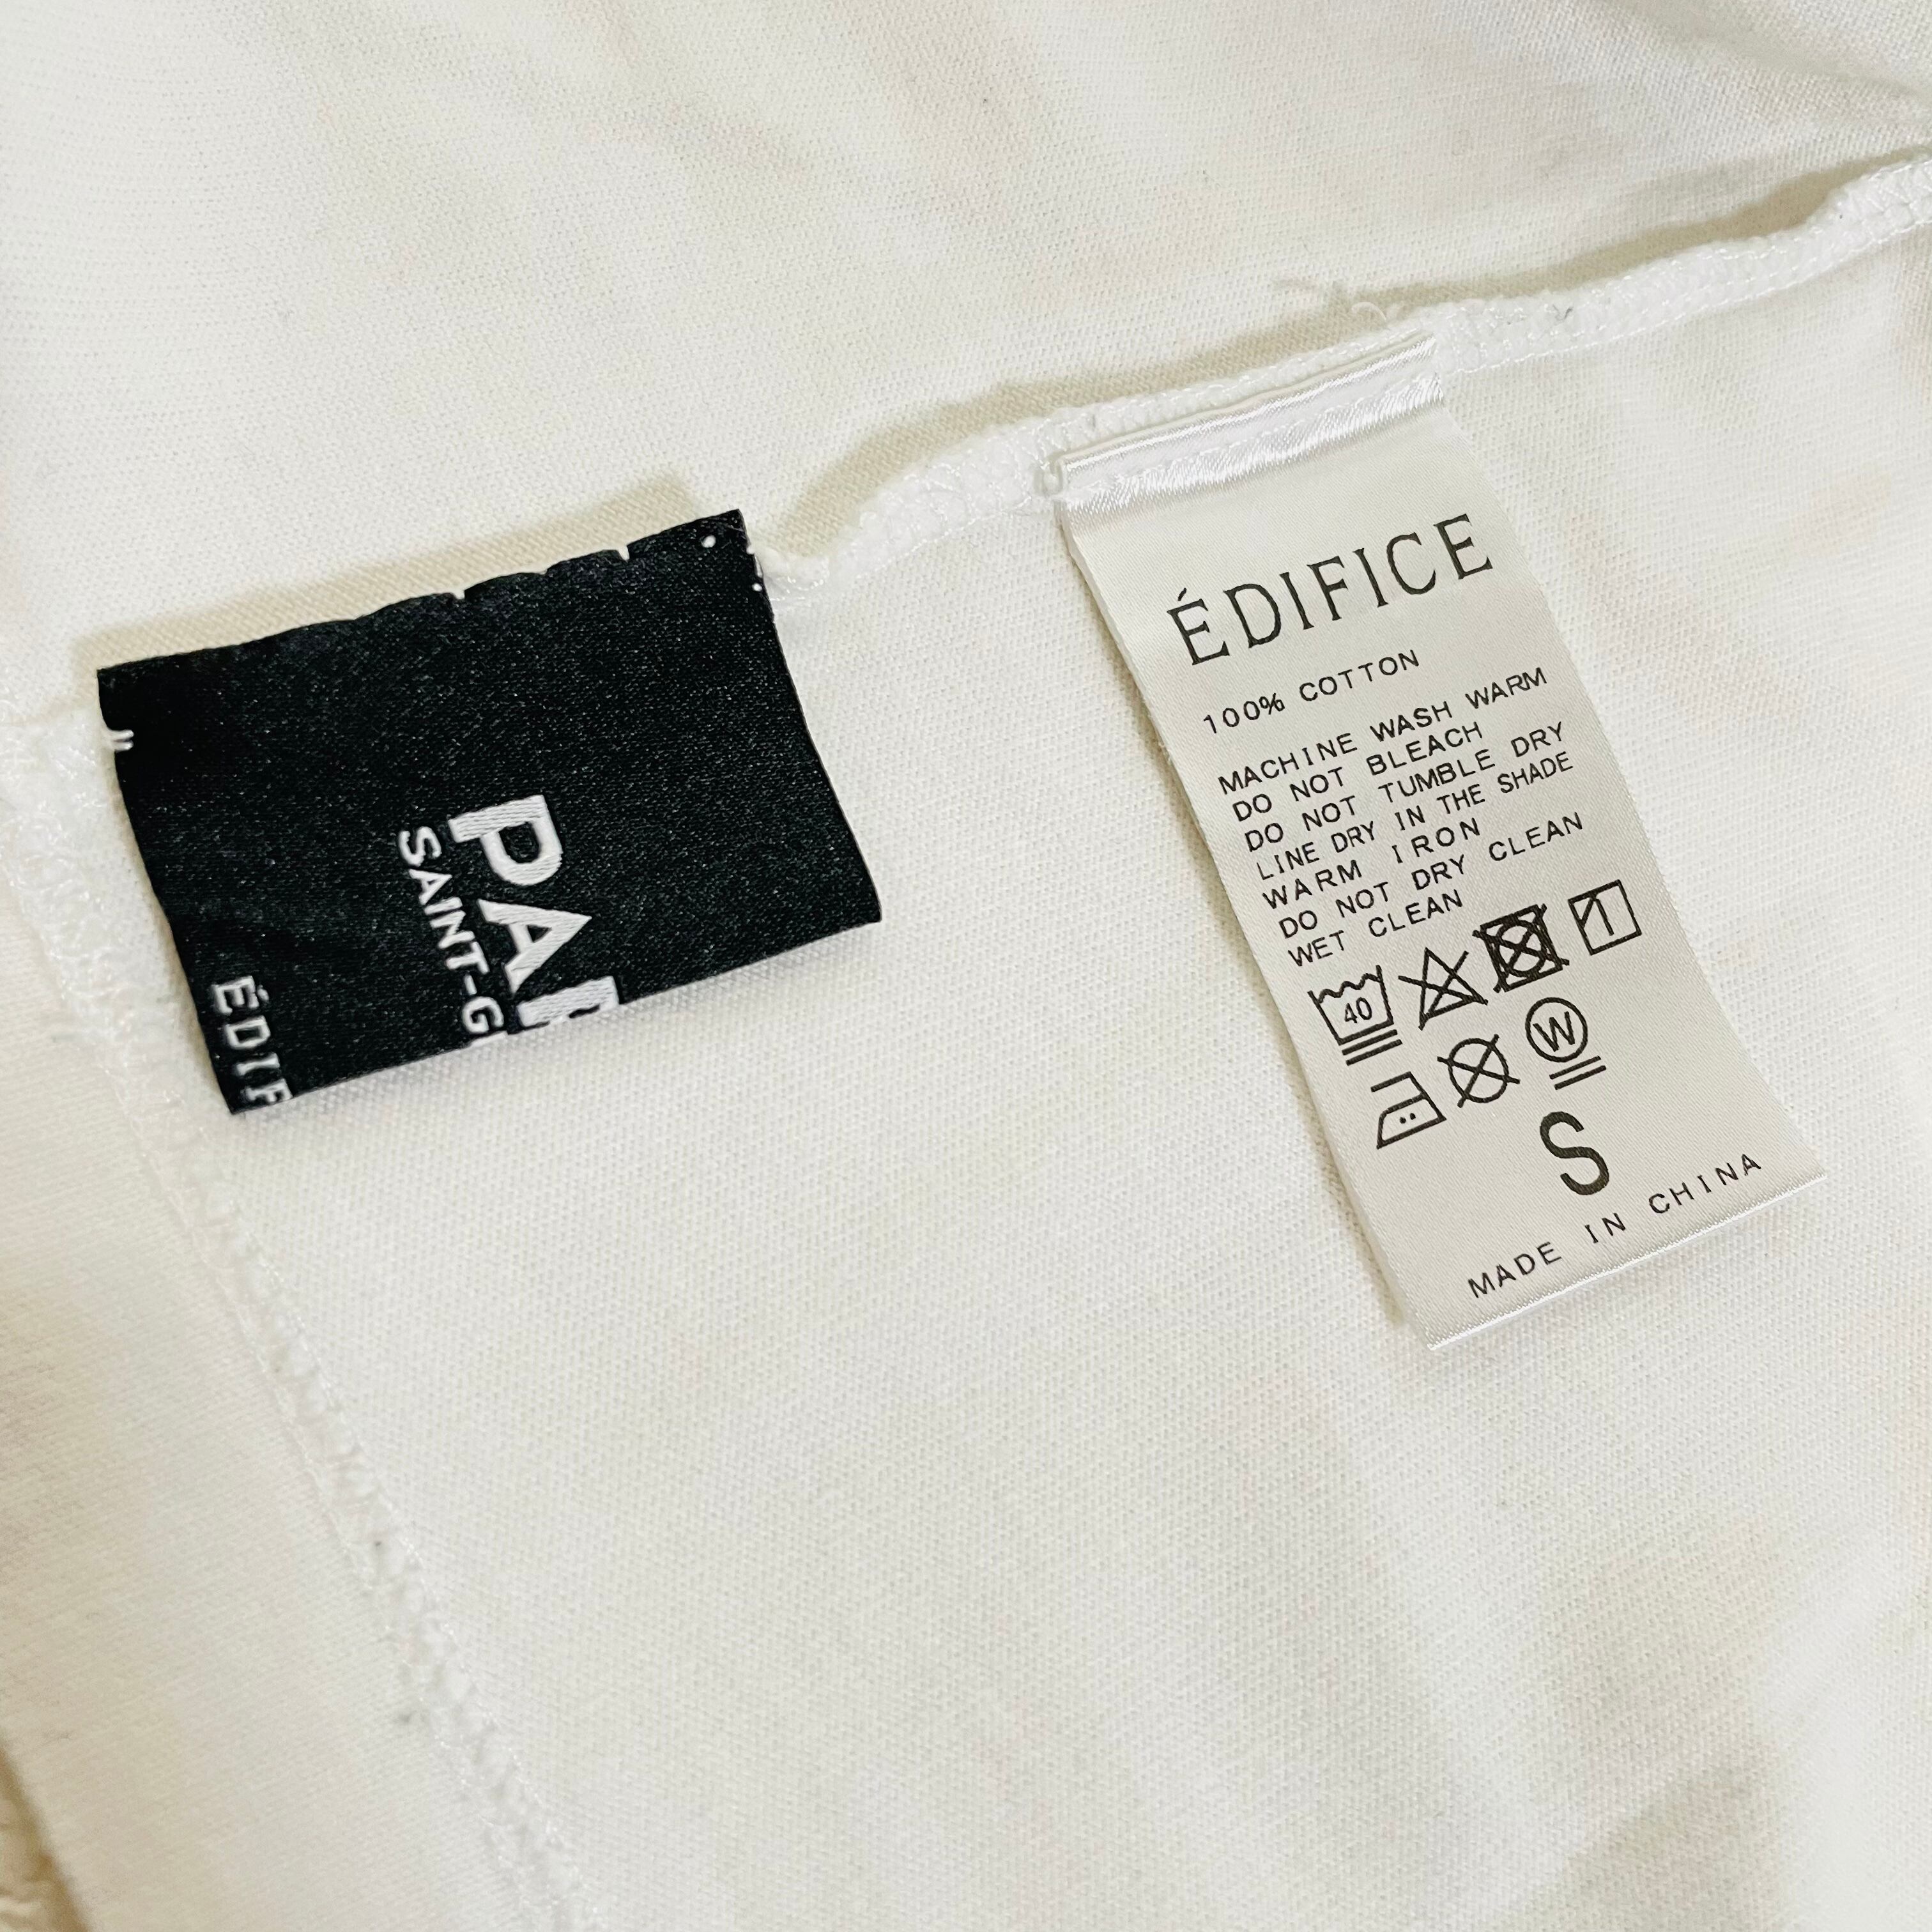 PAR
SAINT-G
ÉDIF
ÉDIFICE
100% COTTON
MACHINE WASH WARM
DO NOT BLEACH
DO NOT TUMBLE DRY
LINE DRY IN THE SHADE
WARM IRON
DO NOT DRY CLEAN
WET CLEAN
40
W
S
MADE IN CHINA